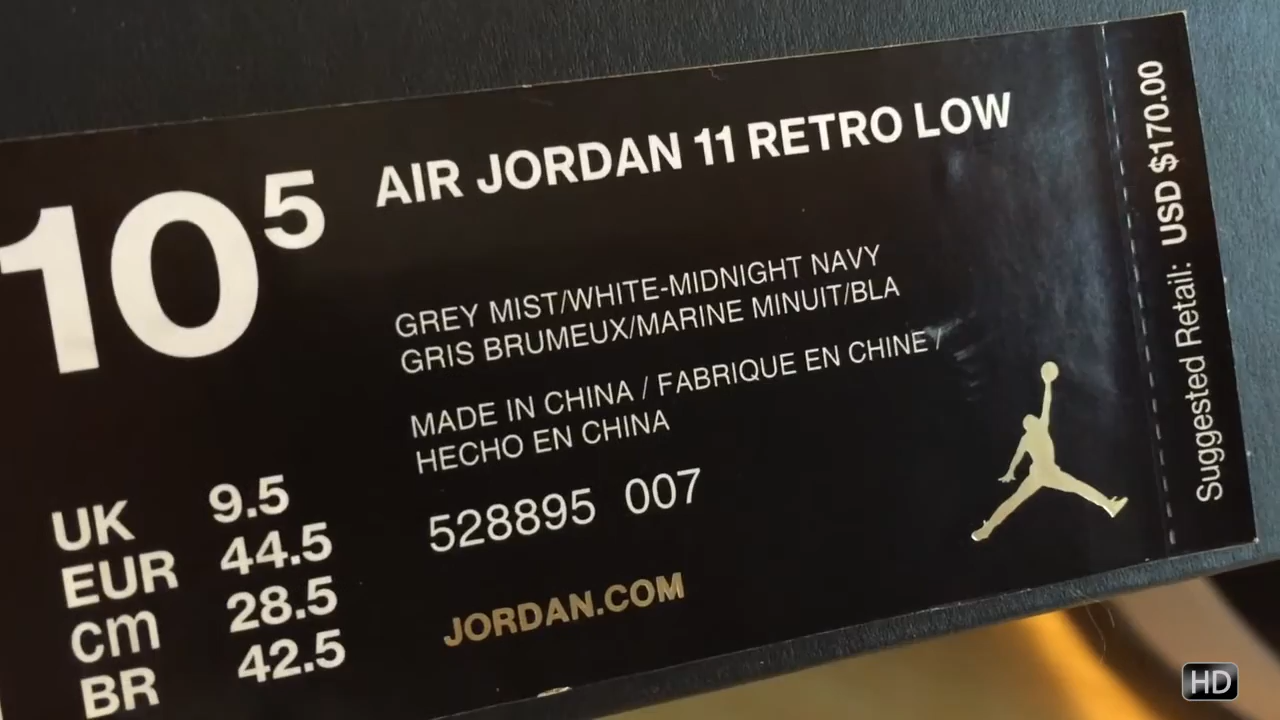 10 5
AIR JORDAN 11 RETRO LOW
GREY MIST/WHITE-MIDNIGHT NAVY
GRIS BRUMEUX/MARINE MINUIT/BLA
MADE IN CHINA / FABRIQUE EN CHINE /
HECHO EN CHINA
528895 007
JORDAN.COM
UK 9.5
EUR 44.5
cm 28.5
BR 42.5
Suggested Retail: USD $170.00
HD